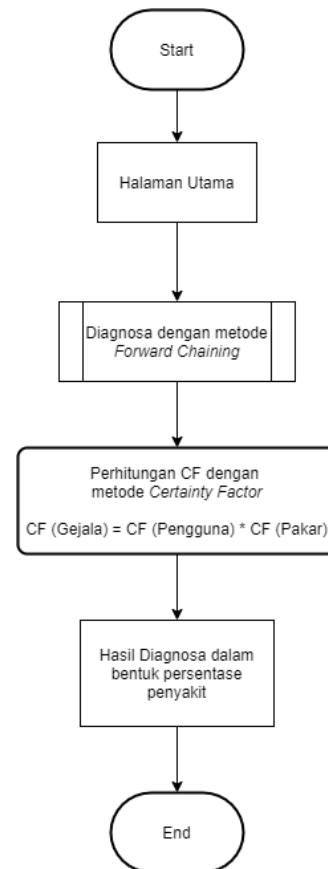 Start
Halaman Utama
Diagnosa dengan metode
Forward Chaining
Perhitungan CF dengan
metode Certainty Factor
CF (Gejala) = CF (Pengguna) * CF (Pakar)
Hasil Diagnosa dalam
bentuk persentase
penyakit
End